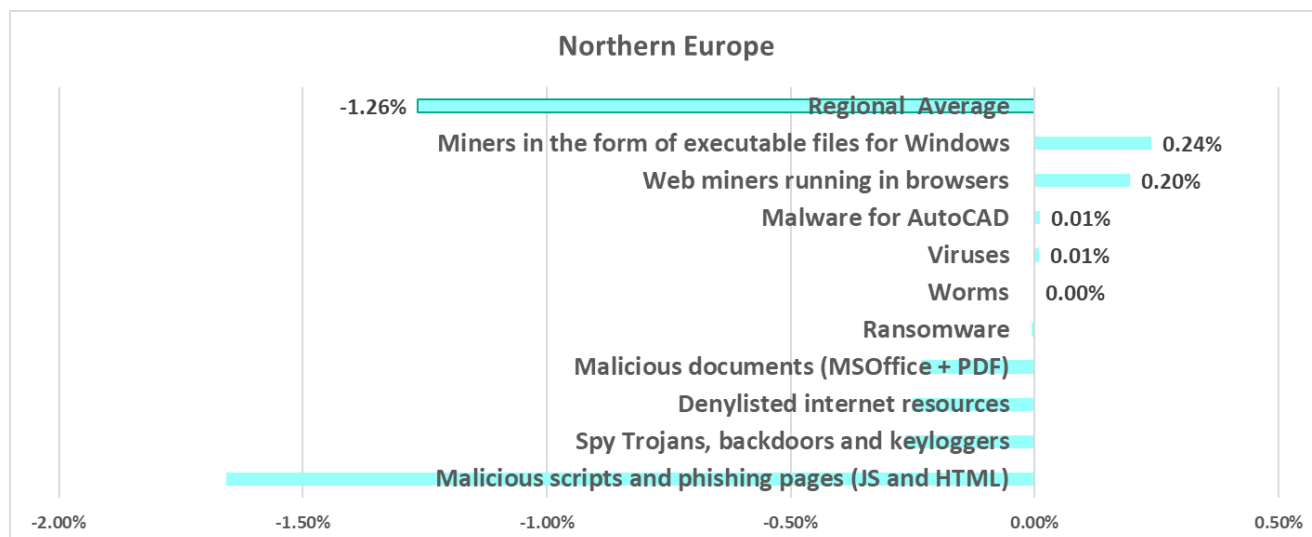 Northern Europe
-1.26% Regional Average
Miners in the form of executable files for Windows 0.24%
Web miners running in browsers 0.20%
Malware for AutoCAD 0.01%
Viruses 0.01%
Worms 0.00%
Ransomware
Malicious documents (MSOffice + PDF)
Denylisted internet resources
Spy Trojans, backdoors and keyloggers
Malicious scripts and phishing pages (JS and HTML)
-2.00% -1.50% -1.00% -0.50% 0.00% 0.50%